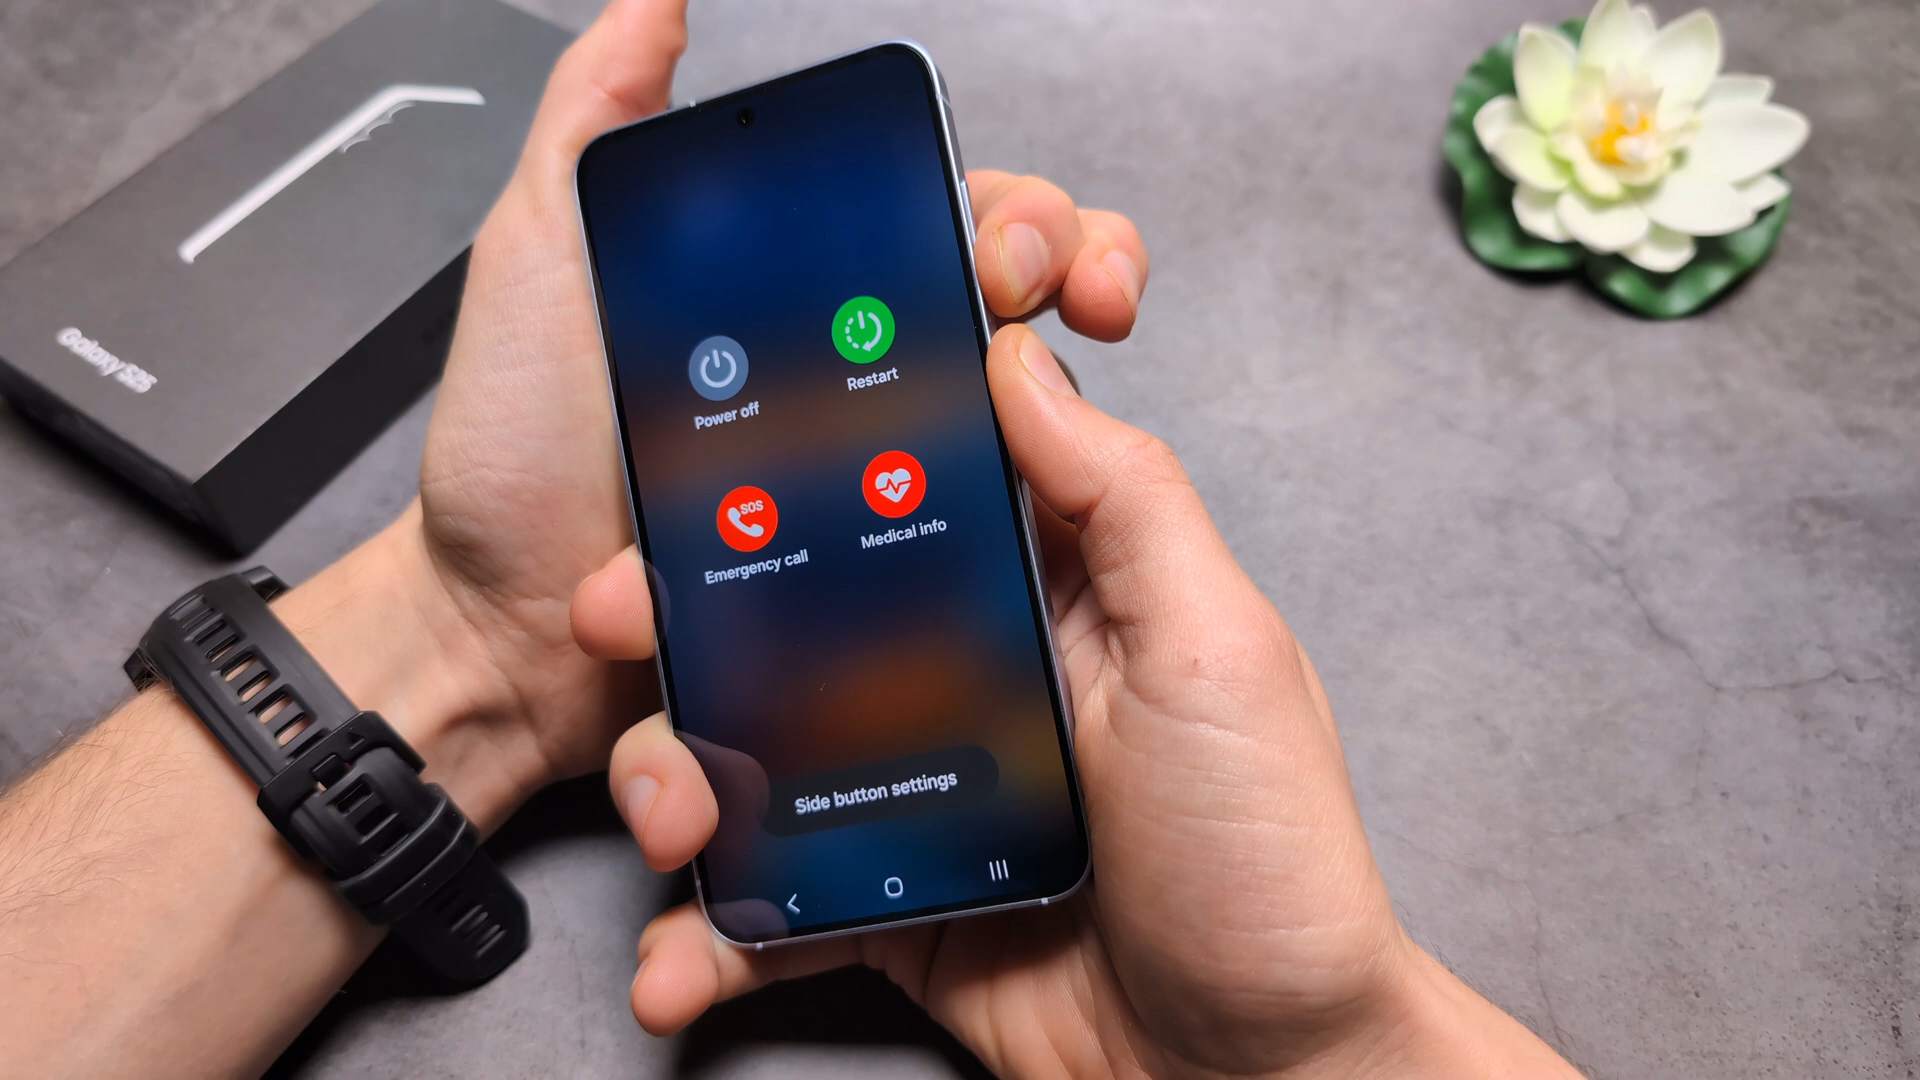 Galaxy S25
Power off
Restart
SOS
Emergency call
Medical info
Side button settings